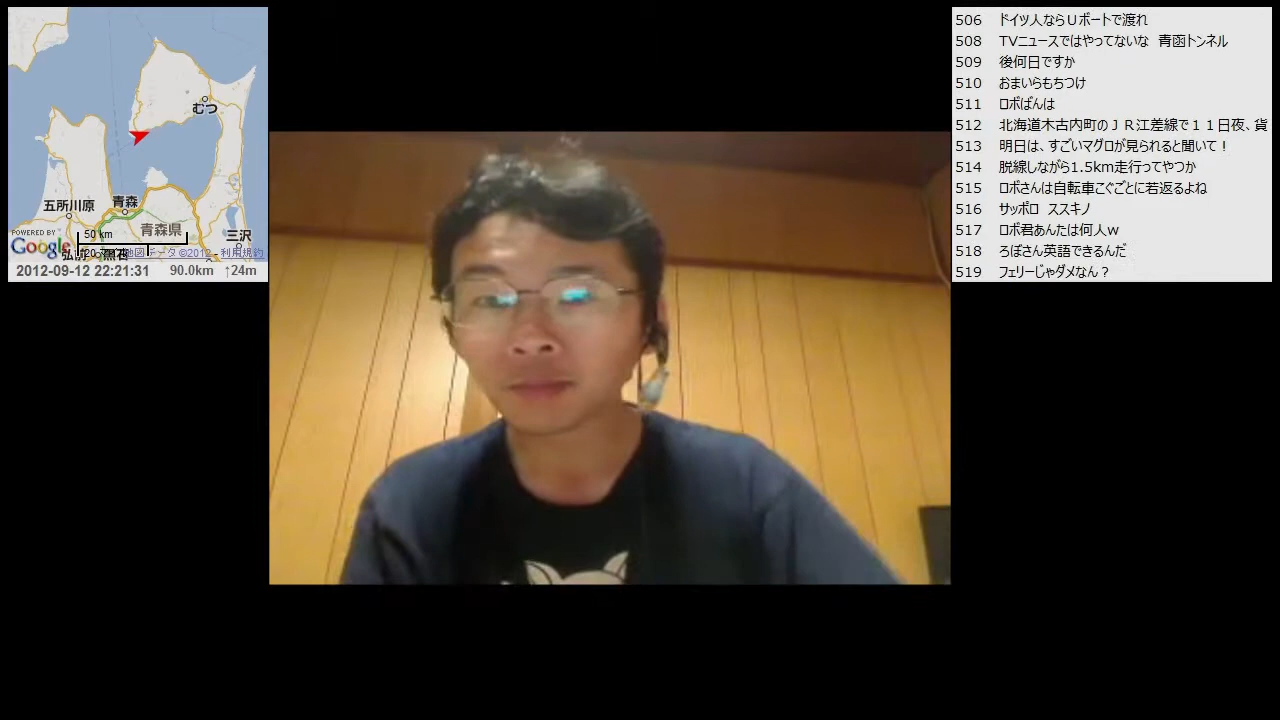 むつ
五所川原
青森
青森県
50 km
三沢
POWERED BY
Google
2012-09-12 22:21:31 90.0km ↑24m
506 ドイツ人ならUボートで渡れ
508 TVニュースではやってないな 青函トンネル
509 後何日ですか
510 おまいらもちつけ
511 ロボばんは
512 北海道木古内町のJR江差線で11日夜、貨
513 明日は、すごいマグロが見られると聞いて!
514 脱線しながら1.5km走行ってやつか
515 ロボさんは自転車こぐごとに若返るよね
516 サッポロ ススキノ
517 ロボ君あんたは何人w
518 ろぼさん英語できるんだ
519 フェリーじゃダメなん?